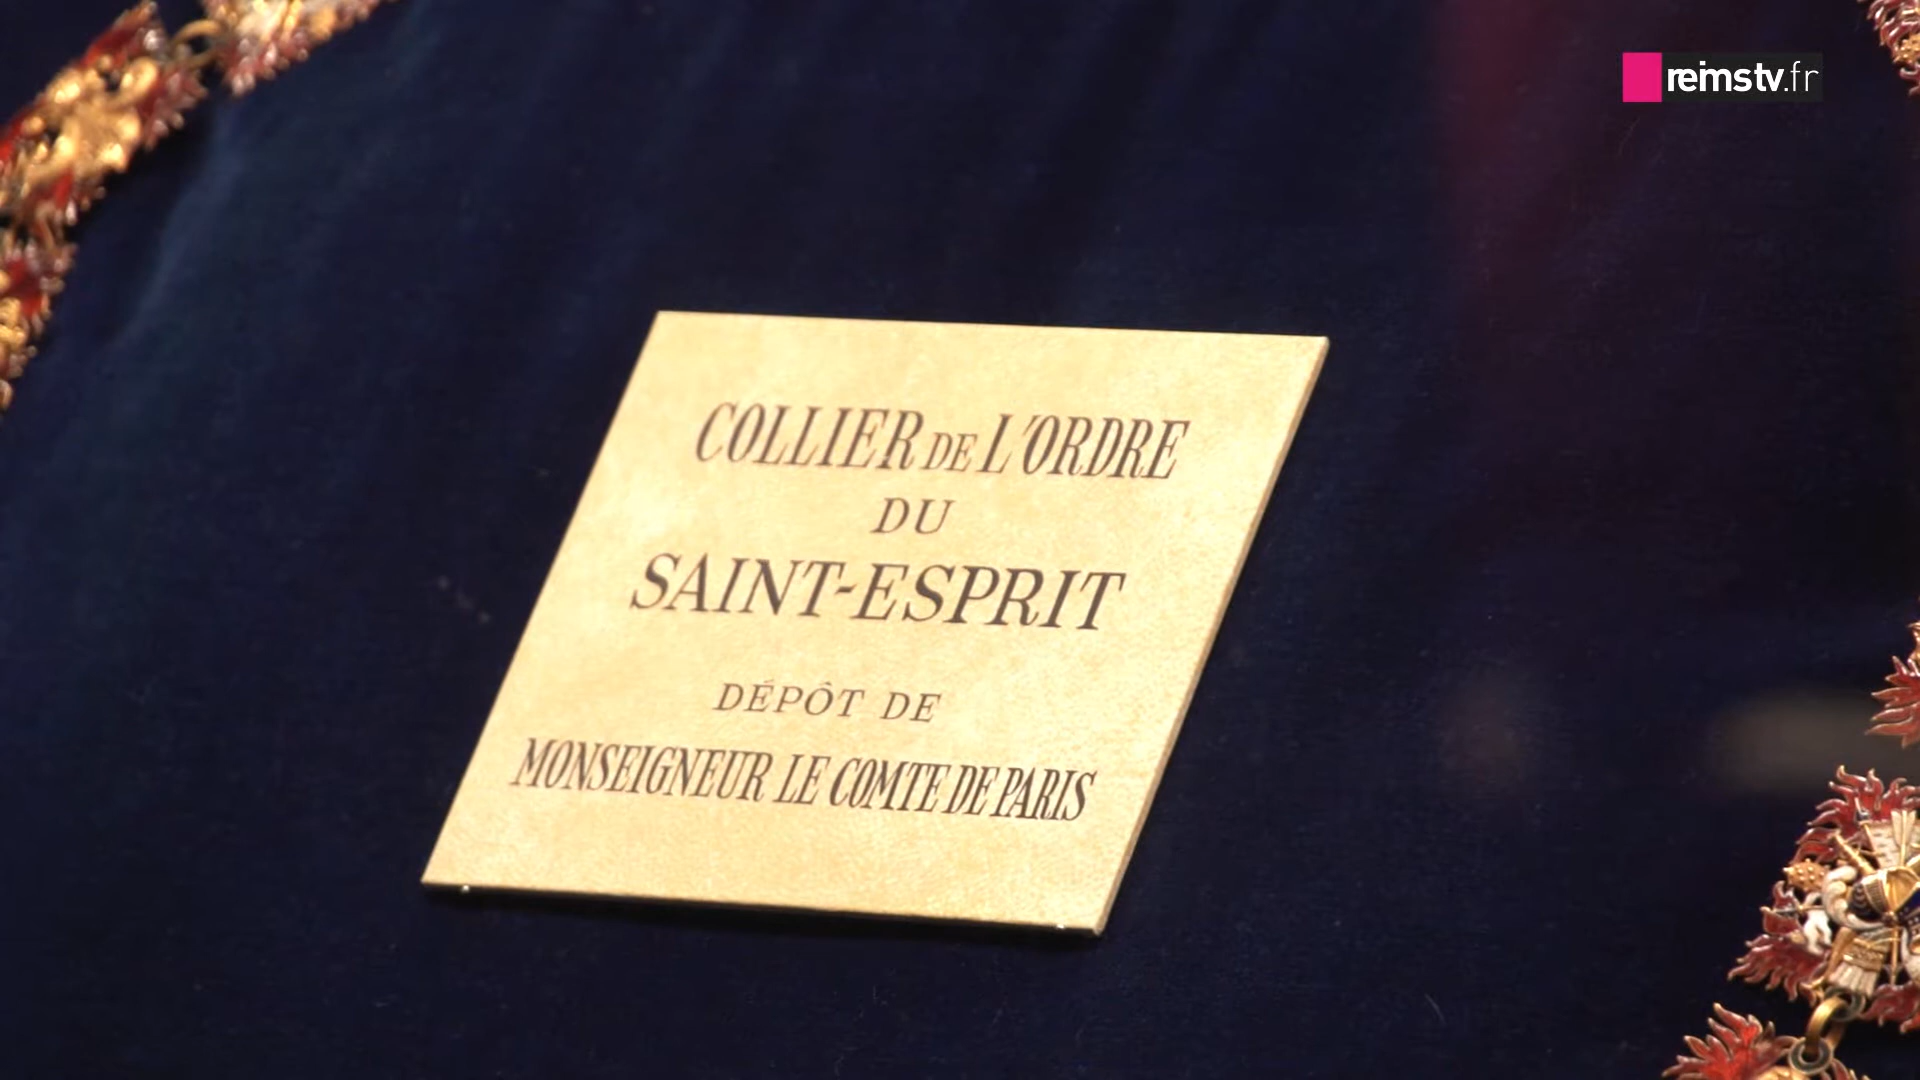 reimstv.fr
COLLIER DE L'ORDRE
DU
SAINT-ESPRIT
DÉPÔT DE
MONSEIGNEUR LE COMTE DE PARIS